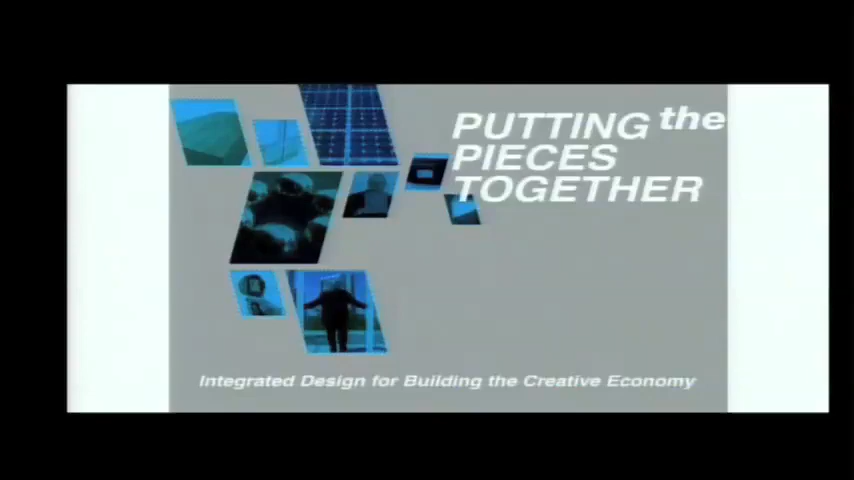 PUTTING the
PIECES
TOGETHER
Integrated Design for Building the Creative Economy